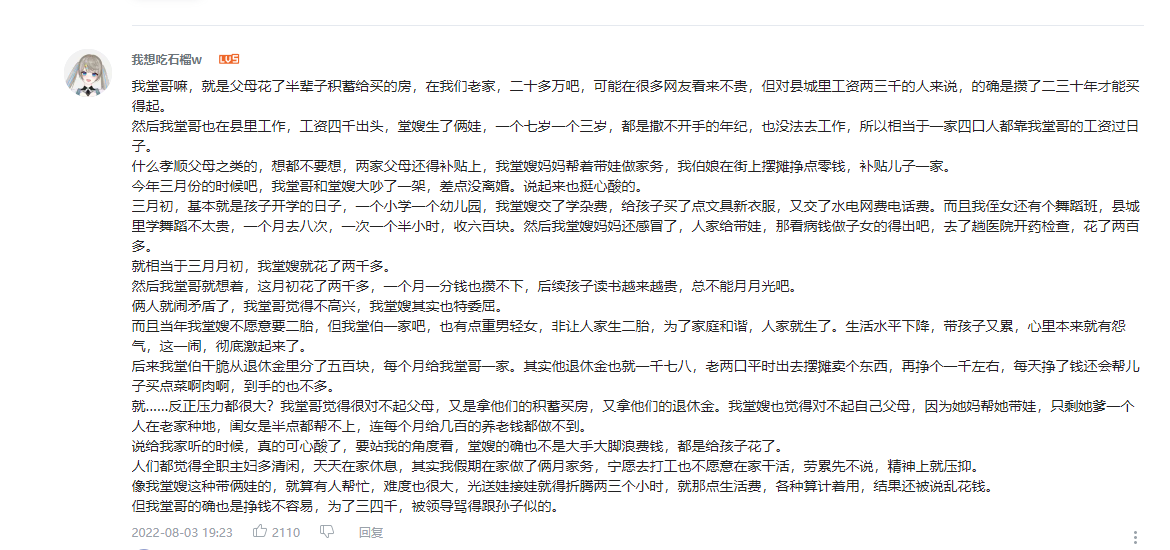 我想吃石榴w LV5
我堂哥嘛，就是父母花了半辈子积蓄给买的房，在我们老家，二十多万吧，可能在很多网友看来不贵，但对县城里工资两三千的人来说，的确是攒了二三十年才能买
得起。
然后我堂哥也在县里工作，工资四千出头，堂嫂生了俩娃，一个七岁一个三岁，都是撒不开手的年纪，也没法去工作，所以相当于一家四口人都靠我堂哥的工资过日
子。
什么孝顺父母之类的，想都不要想，两家父母还得补贴上，我堂嫂妈妈帮着带娃做家务，我伯娘在街上摆摊挣点零钱，补贴儿子一家。
今年三月份的时候吧，我堂哥和堂嫂大吵了一架，差点没离婚。说起来也挺心酸的。
三月初，基本就是孩子开学的日子，一个小学一个幼儿园，我堂嫂交了学杂费，给孩子买了点文具新衣服，又交了水电网费电话费。而且我侄女还有个舞蹈班，县城
里学舞蹈不太贵，一个月去八次，一次一个半小时，收六百块。然后我堂嫂妈妈还感冒了，人家给带娃，那看病钱做子女的得出吧，去了趟医院开药检查，花了两百
多。
就相当于三月月初，我堂嫂就花了两千多。
然后我堂哥就想着，这月初花了两千多，一个月一分钱也攒不下，后续孩子读书越来越贵，总不能月月光吧。
俩人就闹矛盾了，我堂哥觉得不高兴，我堂嫂其实也特委屈。
而且当年我堂嫂不愿意要二胎，但我堂伯一家吧，也有点重男轻女，非让人家生二胎，为了家庭和谐，人家就生了。生活水平下降，带孩子又累，心里本来就有怨
气，这一闹，彻底激起来了。
后来我堂伯干脆从退休金里分了五百块，每个月给我堂哥一家。其实他退休金也就一千七八，老两口平时出去摆摊卖个东西，再挣个一千左右，每天挣了钱还会帮儿
子买点菜啊肉啊，到手的也不多。
就......反正压力都很大？我堂哥觉得很对不起父母，又是拿他们的积蓄买房，又拿他们的退休金。我堂嫂也觉得对不起自己父母，因为她妈帮她带娃，只剩她爹一个
人在老家种地，闺女是半点都帮不上，连每个月给几百的养老钱都做不到。
说给我家听的时候，真的可心酸了，要站我的角度看，堂嫂的确也不是大手大脚浪费钱，都是给孩子花了。
人们都觉得全职主妇多清闲，天天在家休息，其实我假期在家做了俩月家务，宁愿去打工也不愿意在家干活，劳累先不说，精神上就压抑。
像我堂嫂这种带俩娃的，就算有人帮忙，难度也很大，光送娃接娃就得折腾两三个小时，就那点生活费，各种算计着用，结果还被说乱花钱。
但我堂哥的确也是挣钱不容易，为了三四千，被领导骂得跟孙子似的。
2022-08-03 19:23 2110 回复